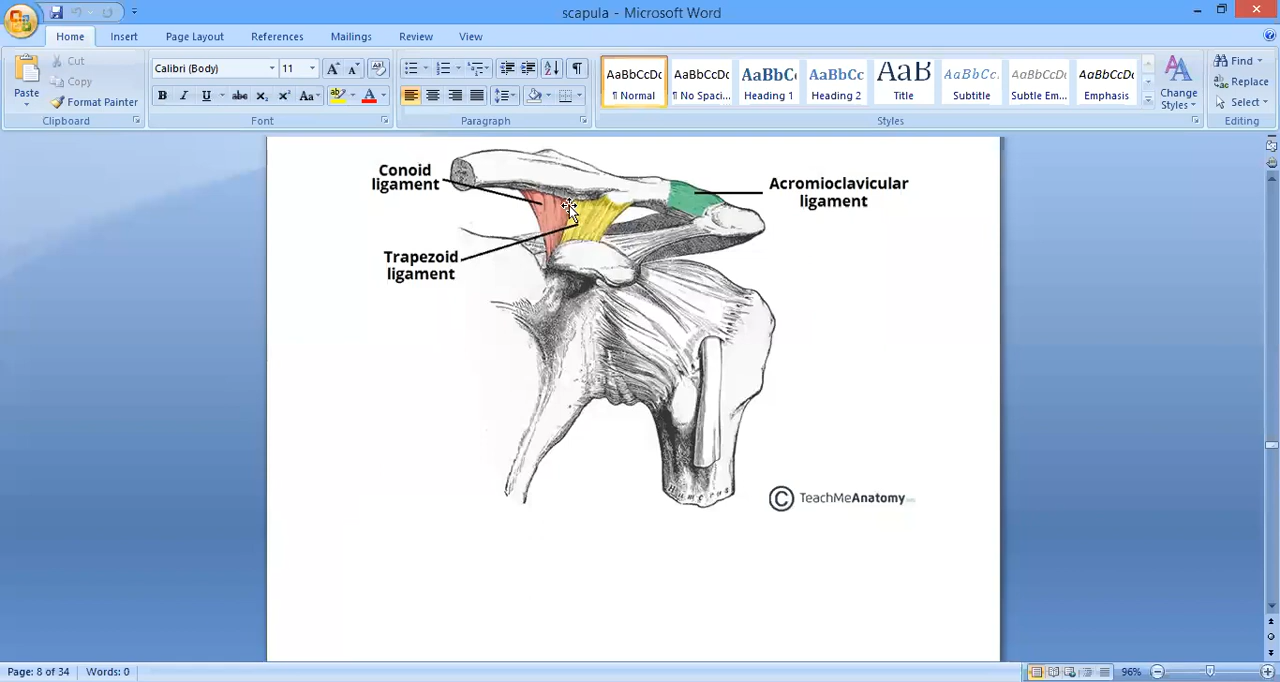 scapula - Microsoft Word
Home
Insert
Page Layout
References
Mailings
Review
View
Paste
Cut
Copy
Format Painter
Clipboard
Calibri (Body)
11
Font
Paragraph
AaBbCcDc
¶ Normal
AaBbCcDc
¶ No Spaci...
AaBbC
Heading 1
AaBbCc
Heading 2
AaB
Title
AaBbCc.
Subtitle
AaBbCcDc
Subtle Em...
AaBbCcDc
Emphasis
Change
Styles
Styles
Find
Replace
Select
Editing
Conoid
ligament
Trapezoid
ligament
Acromioclavicular
ligament
Humerus
© TeachMeAnatomy
Page: 8 of 34
Words: 0
96%